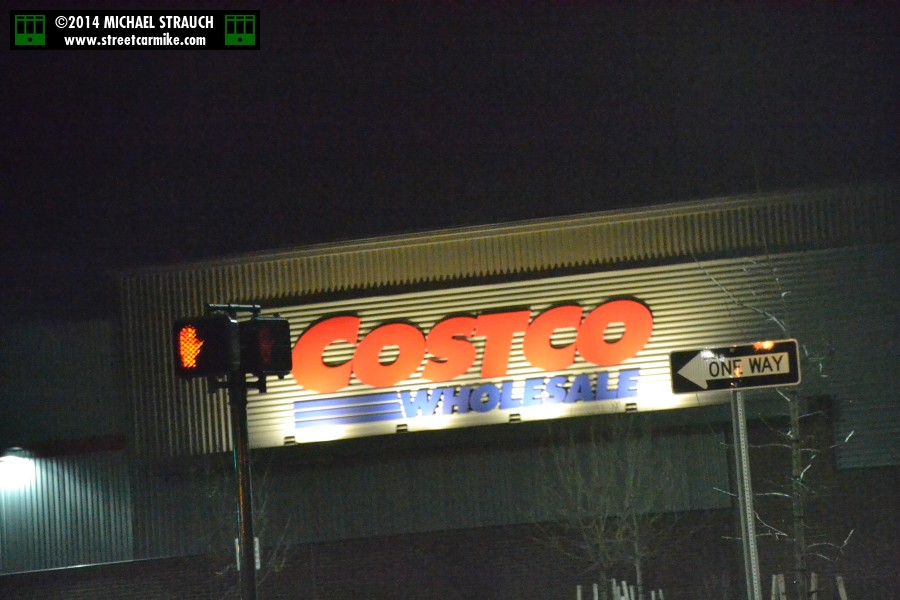 ©2014 MICHAEL STRAUCH
www.streetcarmike.com
COSTCO
WHOLESALE
ONE WAY